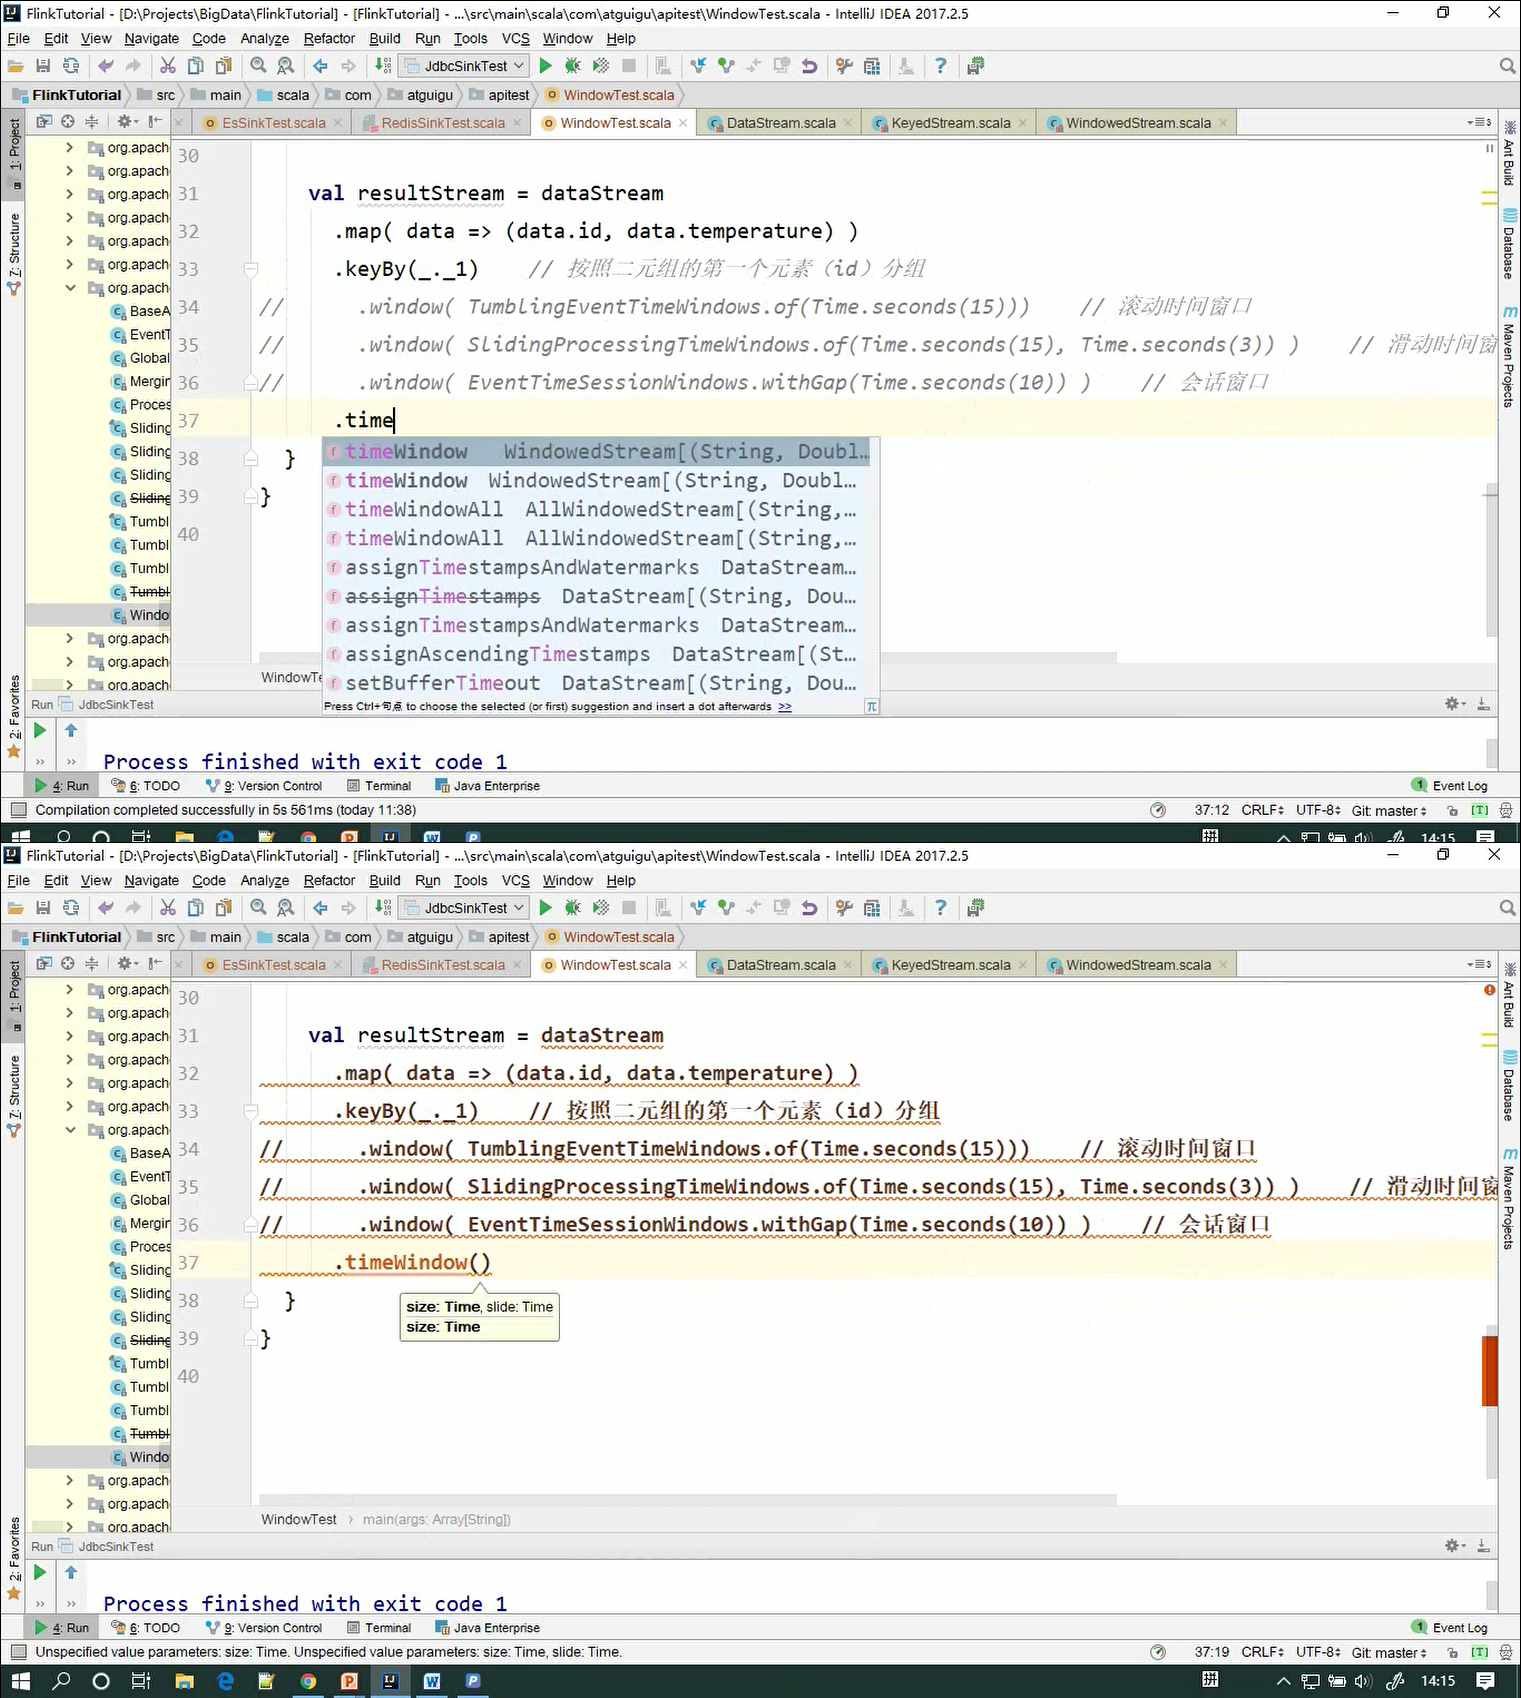 FlinkTutorial - [D:\Projects\BigData\FlinkTutorial] - [FlinkTutorial] - ...\src\main\scala\com\atguigu\apitest\WindowTest.scala - IntelliJ IDEA 2017.2.5
File Edit View Navigate Code Analyze Refactor Build Run Tools VCS Window Help
JdbcSinkTest
FlinkTutorial src main scala com atguigu apitest WindowTest.scala
EsSinkTest.scala RedisSinkTest.scala WindowTest.scala DataStream.scala KeyedStream.scala WindowedStream.scala
1: Project
7: Structure
2: Favorites
Ant Build
Database
Maven Projects
org.apach
org.apach
org.apach
org.apach
org.apach
org.apach
org.apach
BaseA
EventT
Global
Mergin
Proces
Sliding
Sliding
Sliding
Sliding
Tumbl
Tumbl
Tumbl
Tumbl
Windo
org.apach
org.apach
org.apach
30
31 val resultStream = dataStream
32 .map( data => (data.id, data.temperature) )
33 .keyBy(_._1) // 按照二元组的第一个元素（id）分组
34 // .window( TumblingEventTimeWindows.of(Time.seconds(15))) // 滚动时间窗口
35 // .window( SlidingProcessingTimeWindows.of(Time.seconds(15), Time.seconds(3)) ) // 滑动时间窗
36 // .window( EventTimeSessionWindows.withGap(Time.seconds(10)) ) // 会话窗口
37 .time
38 }
39 }
40
timeWindow WindowedStream[(String, Doubl…
timeWindow WindowedStream[(String, Doubl…
timeWindowAll AllWindowedStream[(String,…
timeWindowAll AllWindowedStream[(String,…
assignTimestampsAndWatermarks DataStream…
assignTimestamps DataStream[(String, Dou…
assignTimestampsAndWatermarks DataStream…
assignAscendingTimestamps DataStream[(St…
setBufferTimeout DataStream[(String, Dou…
Press Ctrl+句点 to choose the selected (or first) suggestion and insert a dot afterwards >>
WindowTe
Run JdbcSinkTest
Process finished with exit code 1
4: Run 6: TODO 9: Version Control Terminal Java Enterprise 1 Event Log
Compilation completed successfully in 5s 561ms (today 11:38) 37:12 CRLF UTF-8 Git: master [T]
拼 14:15
FlinkTutorial - [D:\Projects\BigData\FlinkTutorial] - [FlinkTutorial] - ...\src\main\scala\com\atguigu\apitest\WindowTest.scala - IntelliJ IDEA 2017.2.5
File Edit View Navigate Code Analyze Refactor Build Run Tools VCS Window Help
JdbcSinkTest
FlinkTutorial src main scala com atguigu apitest WindowTest.scala
EsSinkTest.scala RedisSinkTest.scala WindowTest.scala DataStream.scala KeyedStream.scala WindowedStream.scala
1: Project
7: Structure
2: Favorites
Ant Build
Database
Maven Projects
org.apach
org.apach
org.apach
org.apach
org.apach
org.apach
org.apach
BaseA
EventT
Global
Mergin
Proces
Sliding
Sliding
Sliding
Sliding
Tumbl
Tumbl
Tumbl
Tumbl
Windo
org.apach
org.apach
org.apach
30
31 val resultStream = dataStream
32 .map( data => (data.id, data.temperature) )
33 .keyBy(_._1) // 按照二元组的第一个元素（id）分组
34 // .window( TumblingEventTimeWindows.of(Time.seconds(15))) // 滚动时间窗口
35 // .window( SlidingProcessingTimeWindows.of(Time.seconds(15), Time.seconds(3)) ) // 滑动时间窗
36 // .window( EventTimeSessionWindows.withGap(Time.seconds(10)) ) // 会话窗口
37 .timeWindow()
size: Time, slide: Time
size: Time
38 }
39 }
40
WindowTest main(args: Array[String])
Run JdbcSinkTest
Process finished with exit code 1
4: Run 6: TODO 9: Version Control Terminal Java Enterprise 1 Event Log
Unspecified value parameters: size: Time. Unspecified value parameters: size: Time, slide: Time. 37:19 CRLF UTF-8 Git: master [T]
拼 14:15